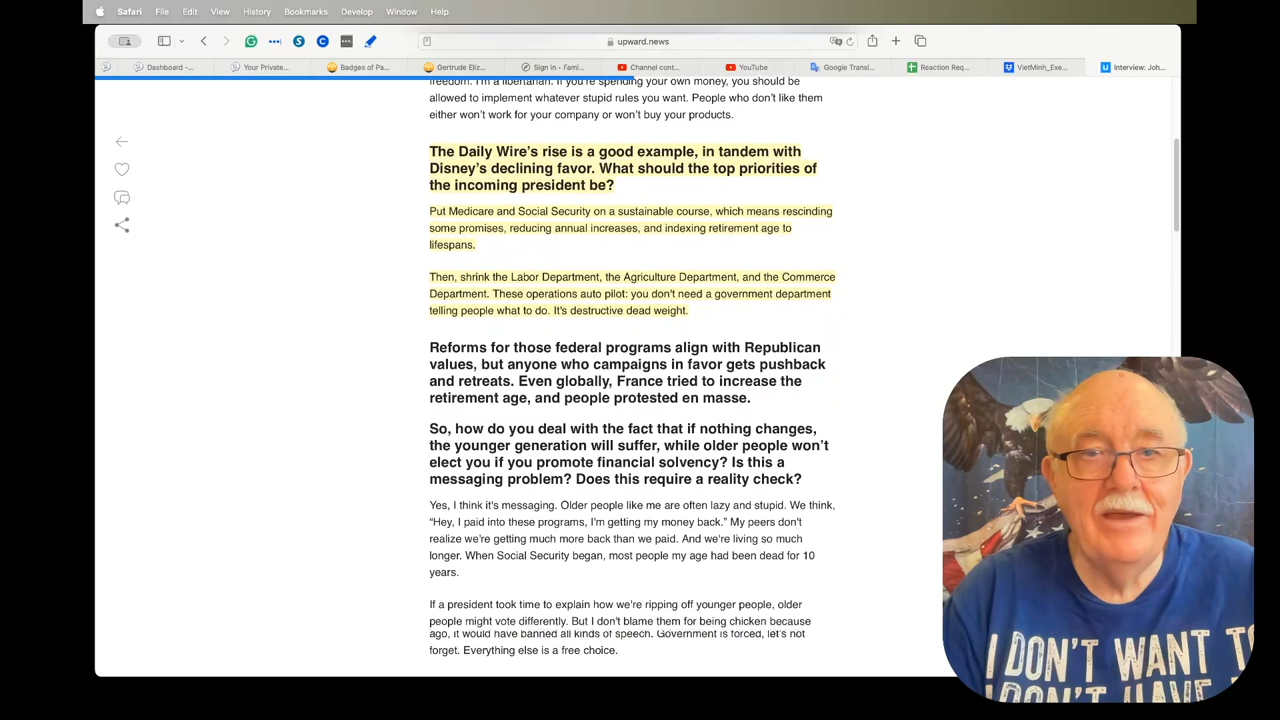 Safari File Edit View History Bookmarks Develop Window Help
upward.news
Dashboard -... Your Private... Badges of Pa... Gertrude Eliz... Sign In - Fami... Channel cont... YouTube Google Transl... Reaction Req... VietMinh_Exe... Interview: Joh...
freedom. I'm a libertarian. If you're spending your own money, you should be
allowed to implement whatever stupid rules you want. People who don't like them
either won't work for your company or won't buy your products.
The Daily Wire's rise is a good example, in tandem with
Disney's declining favor. What should the top priorities of
the incoming president be?
Put Medicare and Social Security on a sustainable course, which means rescinding
some promises, reducing annual increases, and indexing retirement age to
lifespans.
Then, shrink the Labor Department, the Agriculture Department, and the Commerce
Department. These operations auto pilot: you don't need a government department
telling people what to do. It's destructive dead weight.
Reforms for those federal programs align with Republican
values, but anyone who campaigns in favor gets pushback
and retreats. Even globally, France tried to increase the
retirement age, and people protested en masse.
So, how do you deal with the fact that if nothing changes,
the younger generation will suffer, while older people won't
elect you if you promote financial solvency? Is this a
messaging problem? Does this require a reality check?
Yes, I think it's messaging. Older people like me are often lazy and stupid. We think,
“Hey, I paid into these programs, I'm getting my money back.” My peers don't
realize we're getting much more back than we paid. And we're living so much
longer. When Social Security began, most people my age had been dead for 10
years.
If a president took time to explain how we're ripping off younger people, older
people might vote differently. But I don't blame them for being chicken because
ago, it would have banned all kinds of speech. Government is forced, let's not
forget. Everything else is a free choice.
I DON'T WANT TO
I DON'T HAVE